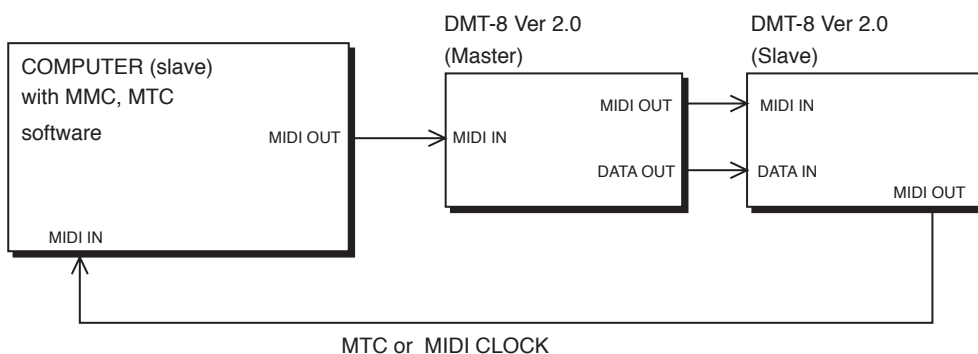 DMT-8 Ver 2.0
(Master)
DMT-8 Ver 2.0
(Slave)
COMPUTER (slave)
with MMC, MTC
software
MIDI OUT
MIDI IN
MIDI IN
MIDI OUT
DATA OUT
MIDI IN
DATA IN
MIDI OUT
MTC or MIDI CLOCK